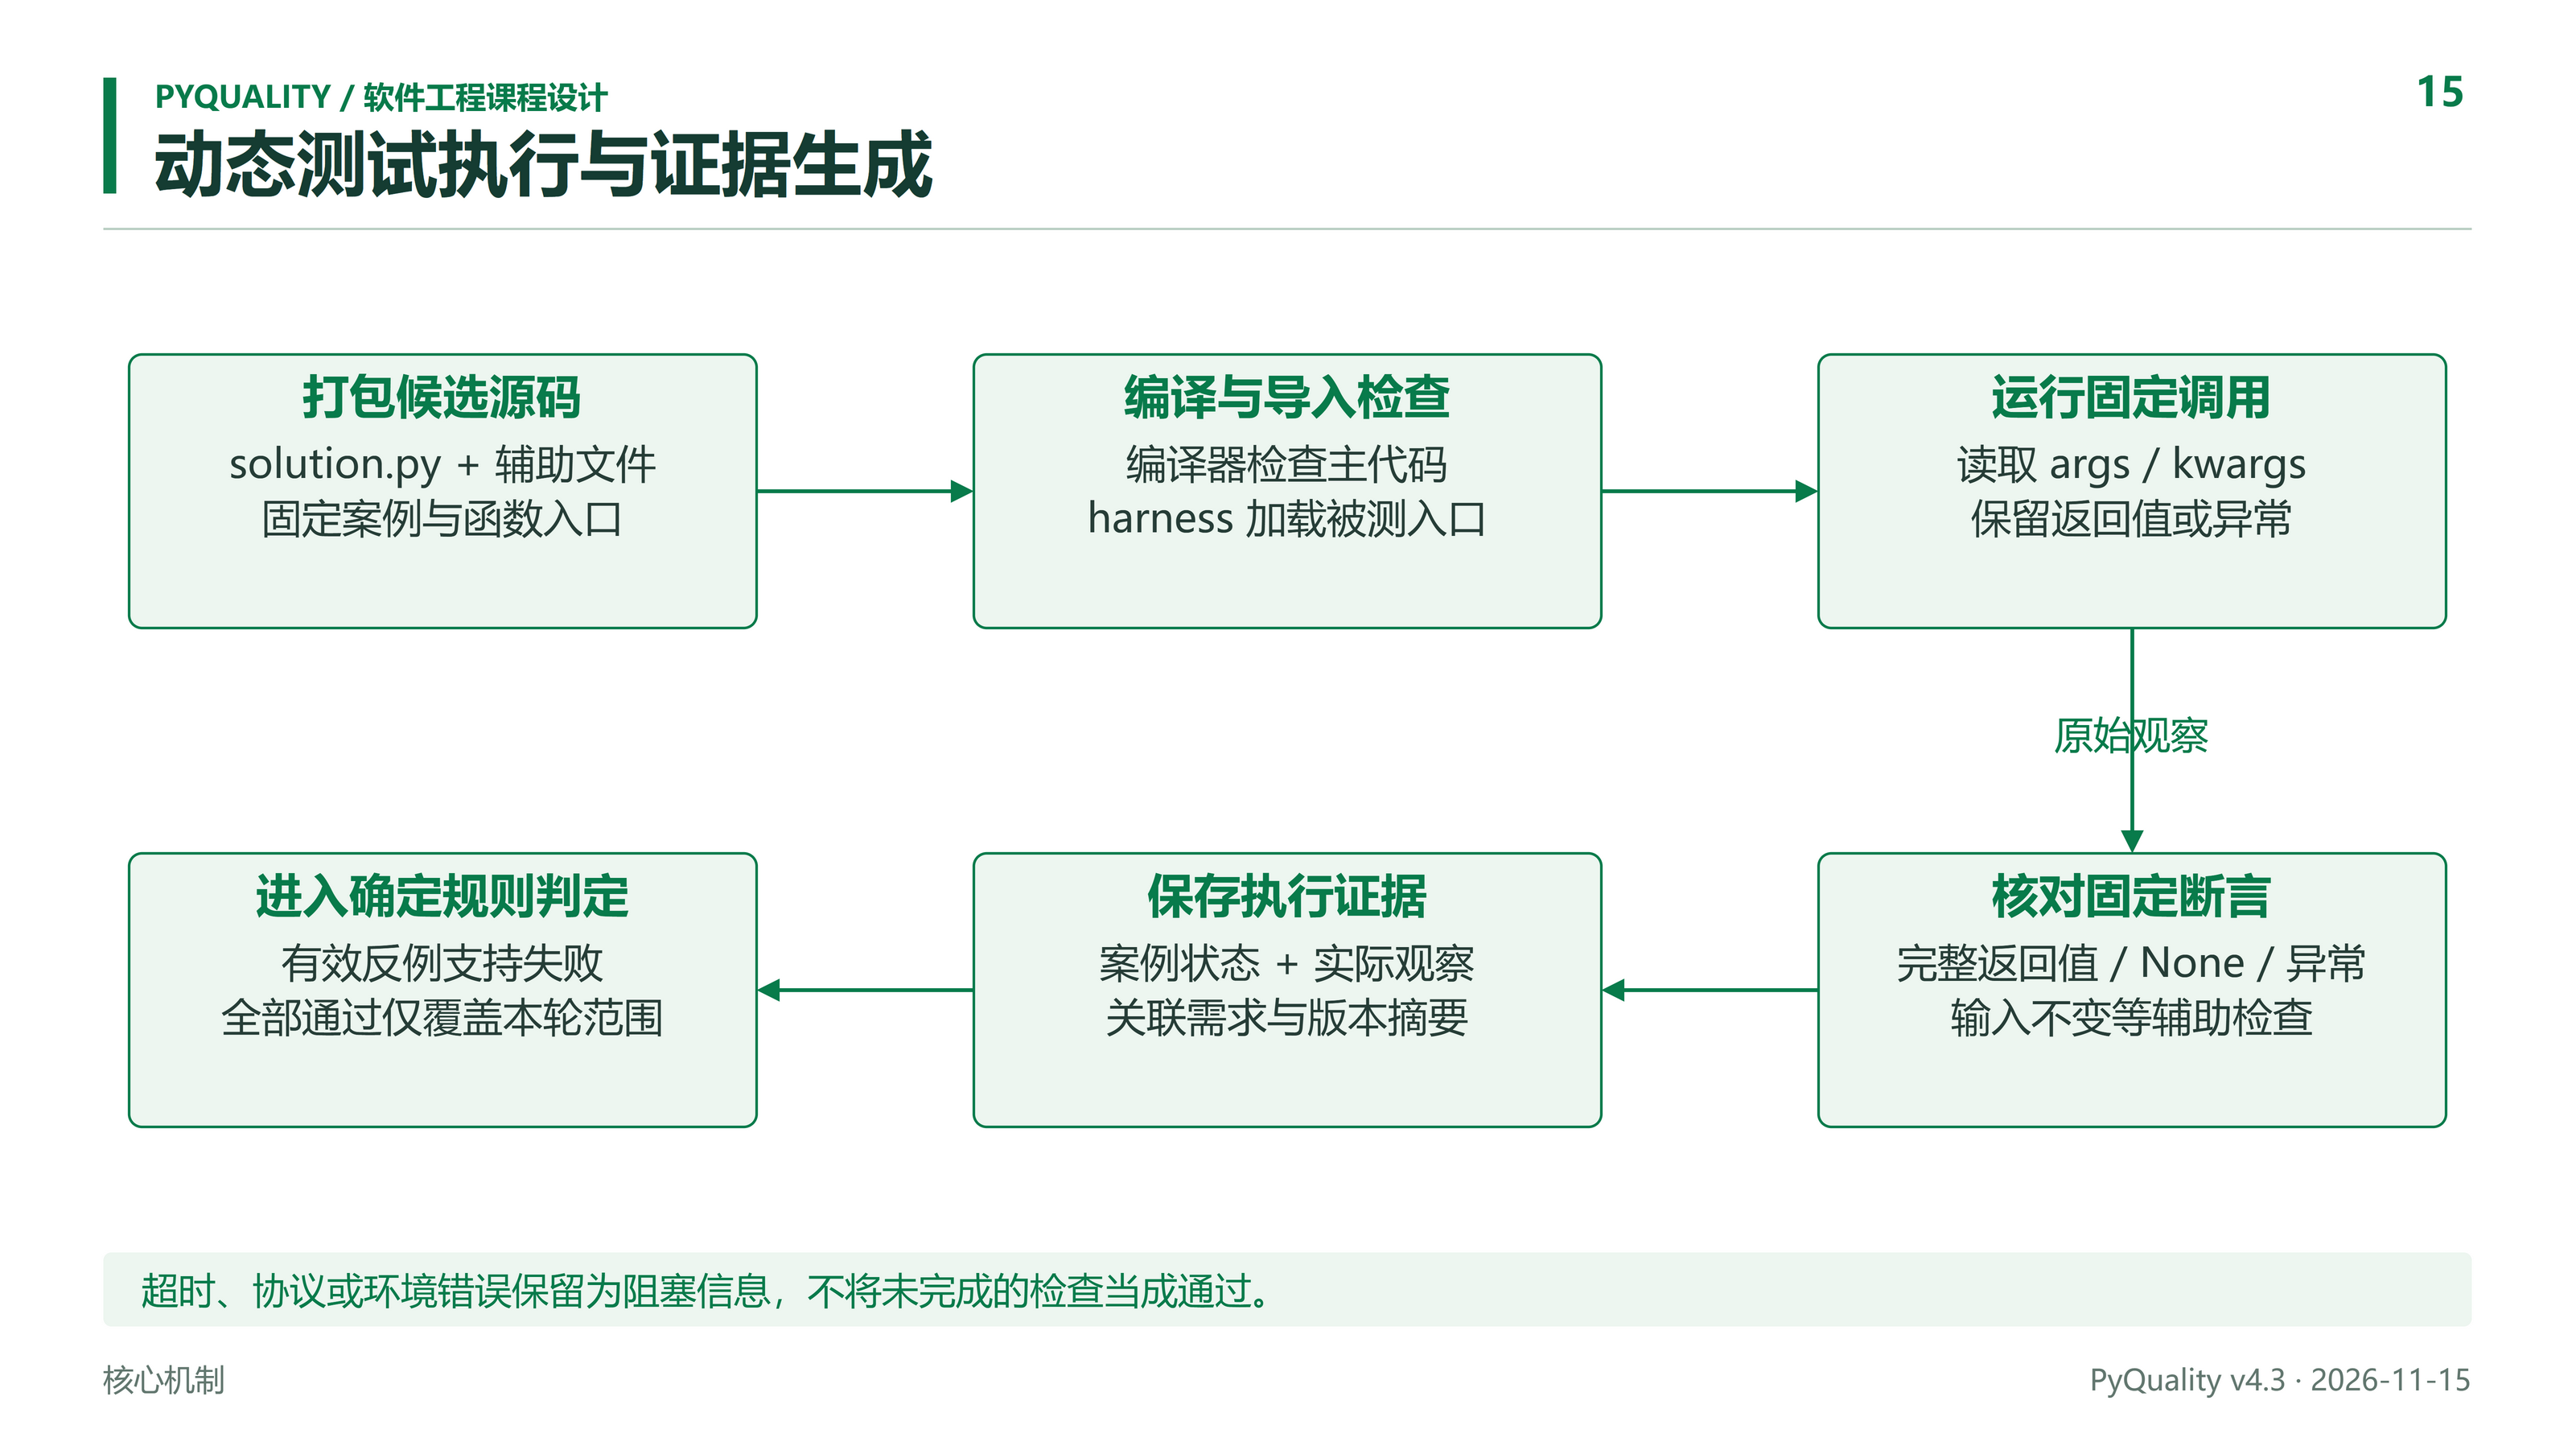 PYQUALITY / 软件工程课程设计
15
动态测试执行与证据生成
打包候选源码
solution.py + 辅助文件
固定案例与函数入口
编译与导入检查
编译器检查主代码
harness 加载被测入口
运行固定调用
读取 args / kwargs
保留返回值或异常
原始观察
进入确定规则判定
有效反例支持失败
全部通过仅覆盖本轮范围
保存执行证据
案例状态 + 实际观察
关联需求与版本摘要
核对固定断言
完整返回值 / None / 异常
输入不变等辅助检查
超时、协议或环境错误保留为阻塞信息，不将未完成的检查当成通过。
核心机制
PyQuality v4.3 · 2026-11-15